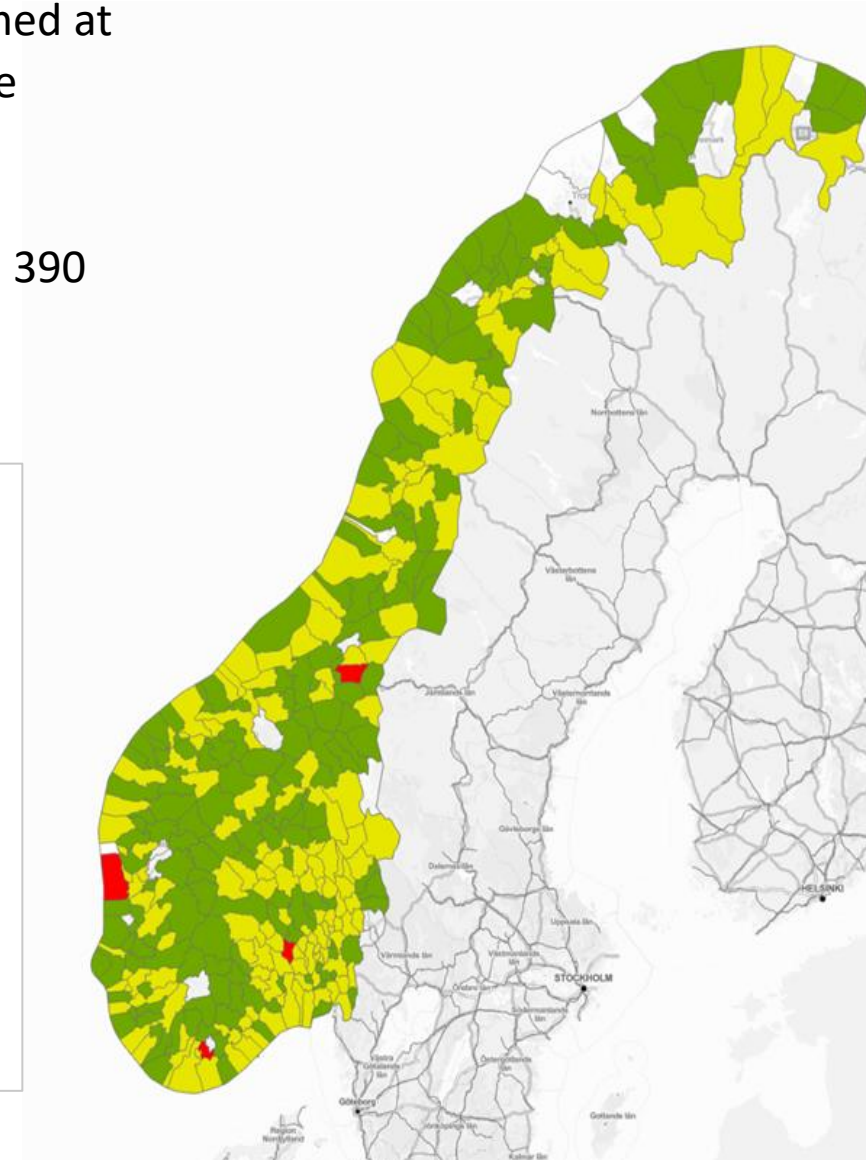 ned at
e
390
Norrbottens län
Västerbottens
län
Jämtlands län
Västernorrlands
län
Gävleborgs län
Dalarnas län
Uppsala län
HELSINKI
Värmlands län
Västmanlands
län
STOCKHOLM
Örebro län
Södermanlands
län
Västra
Götalands
län
Östergötlands
län
Göteborg
Jönköpings län
Gotlands län
Region
Nordjylland
Kalmar län